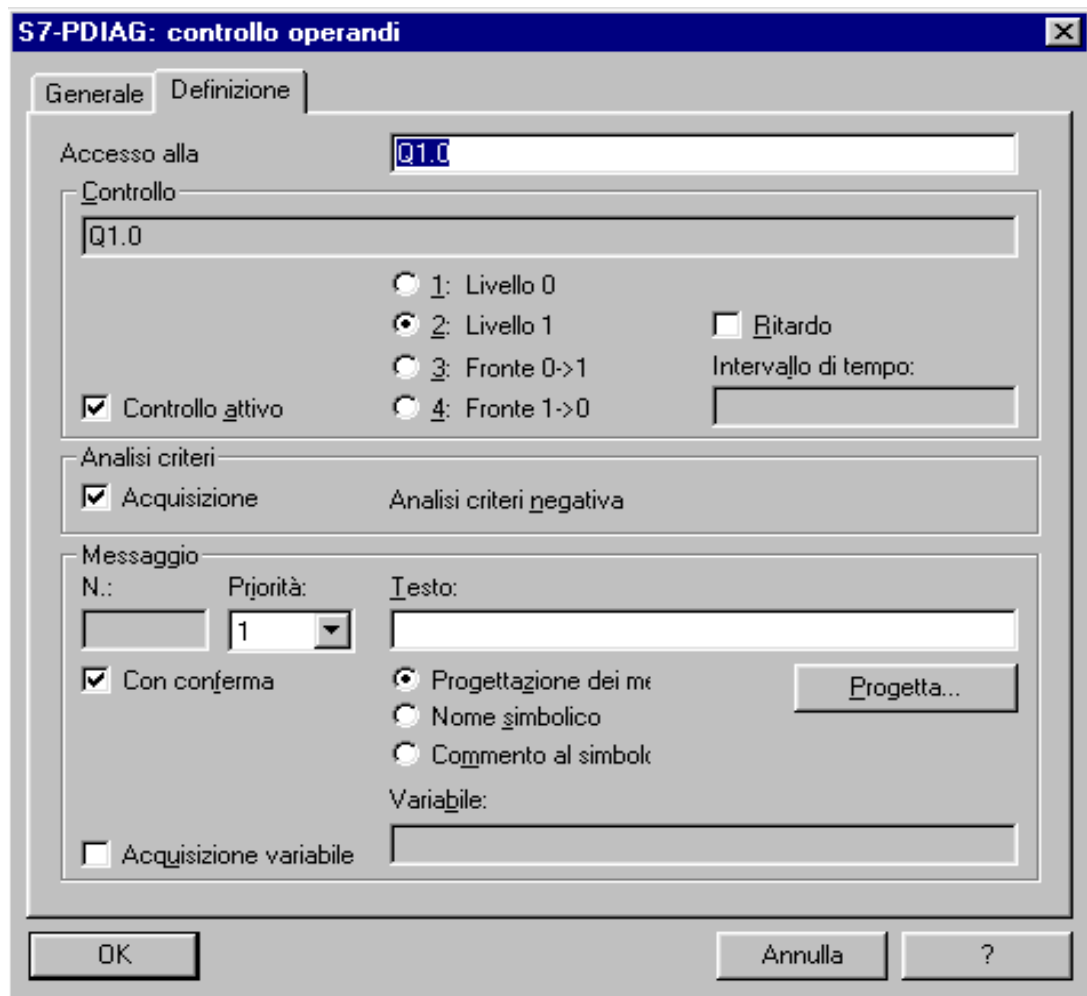 S7-PDIAG: controllo operandi
Generale Definizione
Accesso alla Q1.0
Controllo
Q1.0
1: Livello 0
2: Livello 1 Ritardo
3: Fronte 0->1 Intervallo di tempo:
Controllo attivo 4: Fronte 1->0
Analisi criteri
Acquisizione Analisi criteri negativa
Messaggio
N.: Priorità: Testo:
1
Con conferma Progettazione dei me Progetta...
Nome simbolico
Commento al simbolo
Variabile:
Acquisizione variabile
OK Annulla ?